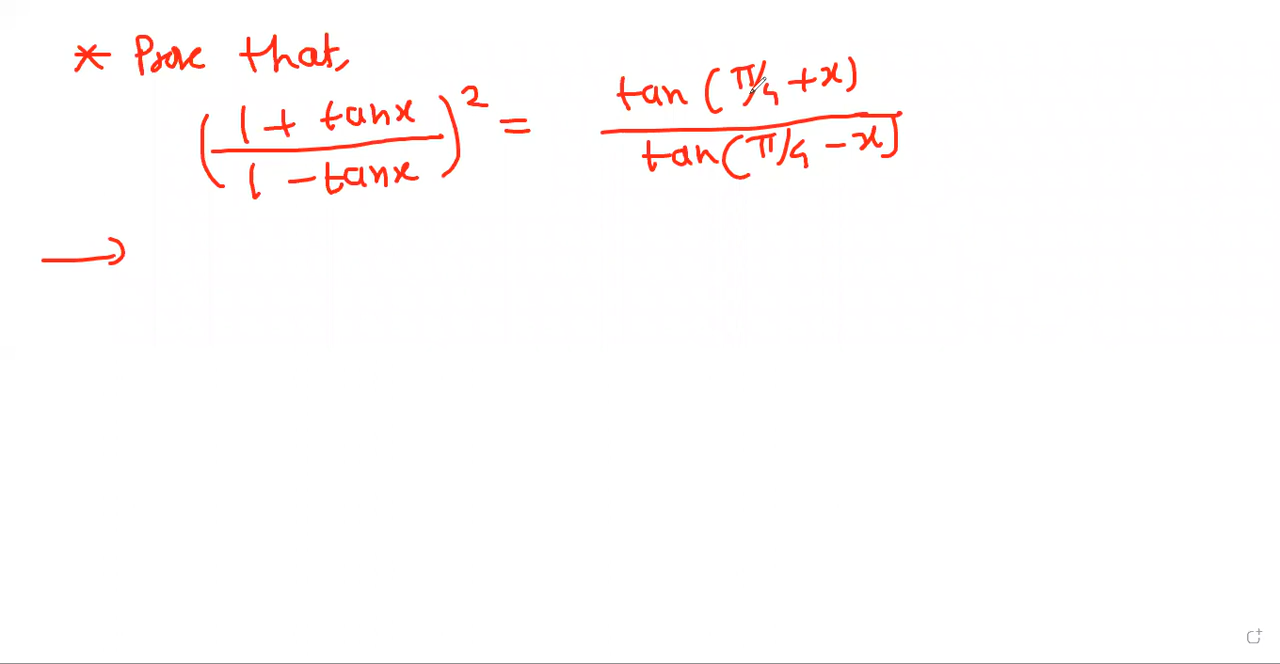 * Prove that,
(1 + tanx / 1 - tanx)² = tan(π/4 + x) / tan(π/4 - x)
→